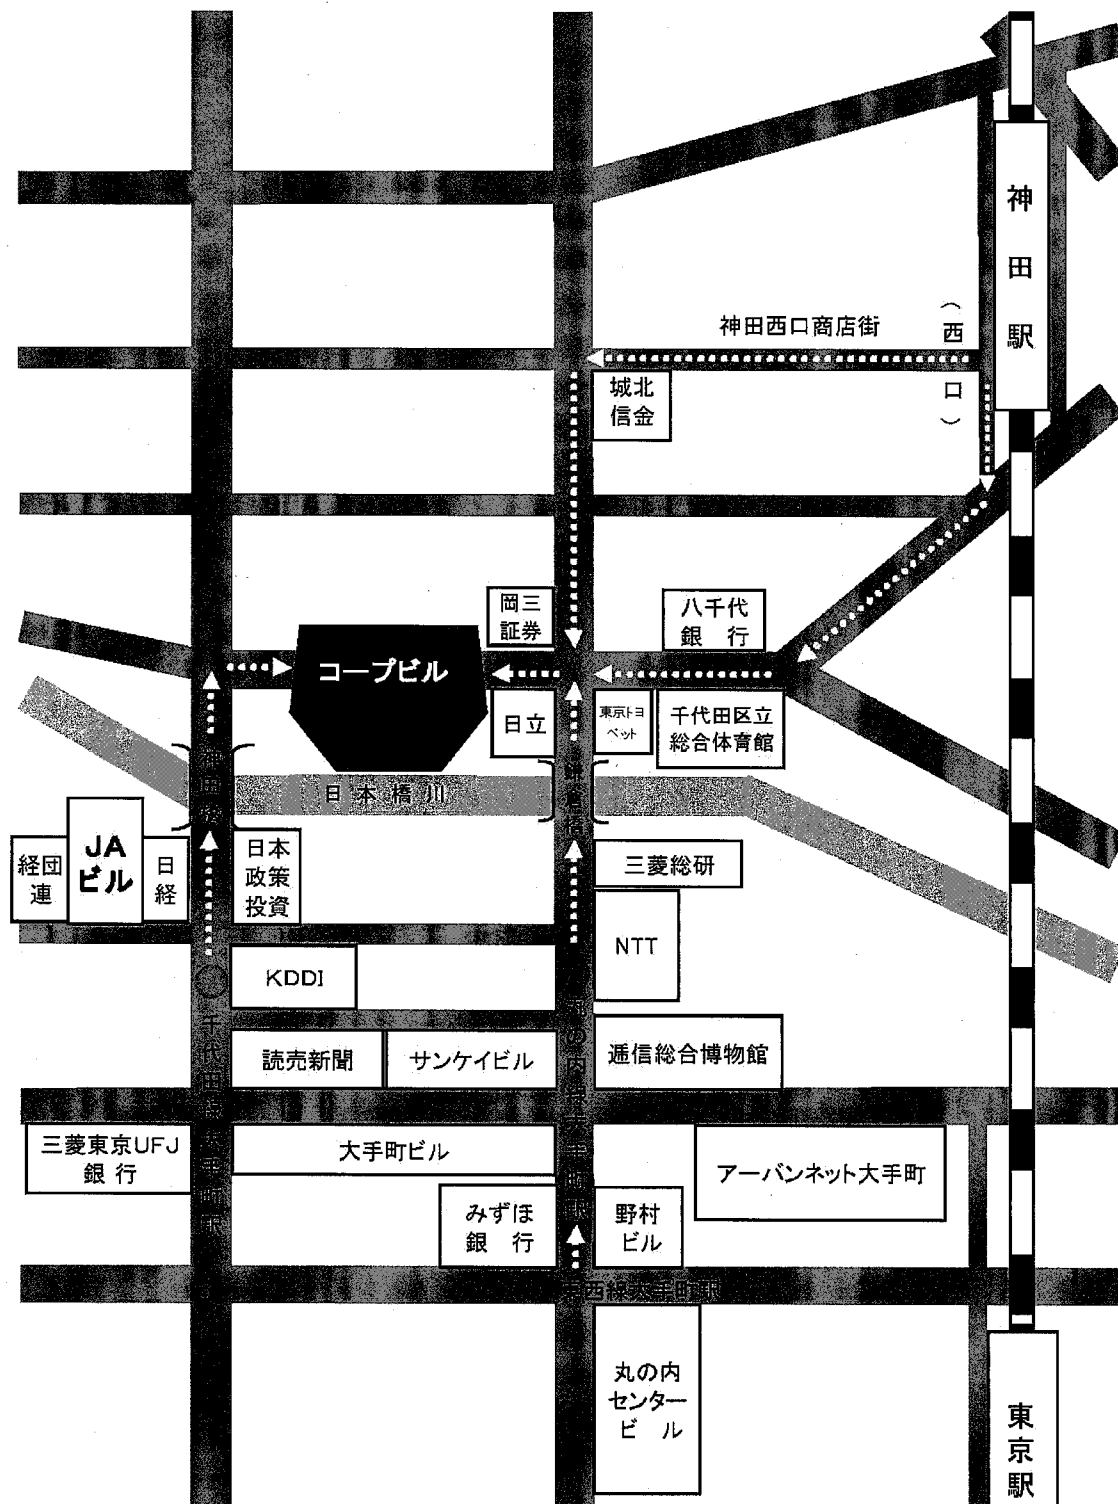 神田駅
神田西口商店街
（西口）
城北
信金
岡三
証券
八千代
銀　行
コープビル
日立
東京トヨ
ペット
千代田区立
総合体育館
神田橋
鎌倉橋
日本橋川
経団
連
JA
ビル
日
経
日本
政策
投資
三菱総研
NTT
KDDI
千代田線大手町駅
丸の内線大手町駅
読売新聞
サンケイビル
逓信総合博物館
三菱東京UFJ
銀 行
大手町ビル
アーバンネット大手町
みずほ
銀　行
野村
ビル
東西線大手町駅
丸の内
センター
ビ　ル
東京駅